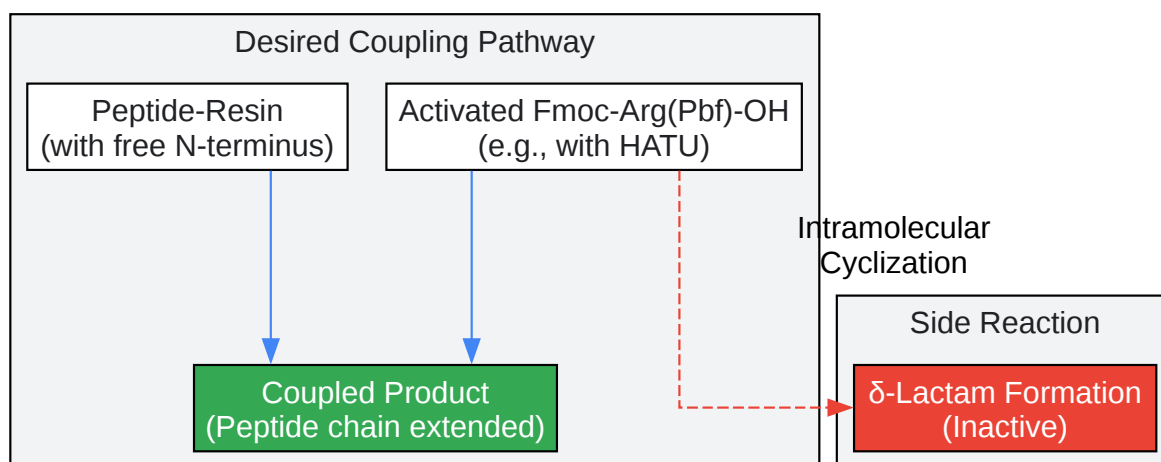 Desired Coupling Pathway
Peptide-Resin
(with free N-terminus)
Activated Fmoc-Arg(Pbf)-OH
(e.g., with HATU)
Intramolecular
Cyclization
Side Reaction
Coupled Product
(Peptide chain extended)
δ-Lactam Formation
(Inactive)